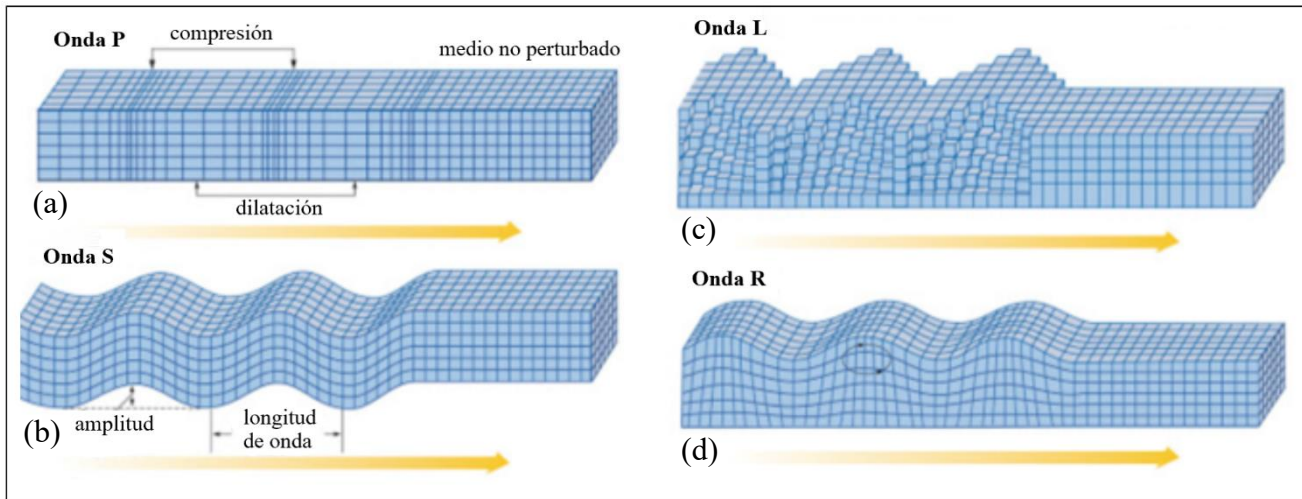 Onda P
compresión
medio no perturbado
(a)
dilatación
Onda S
amplitud
longitud
de onda
(b)
Onda L
(c)
Onda R
(d)